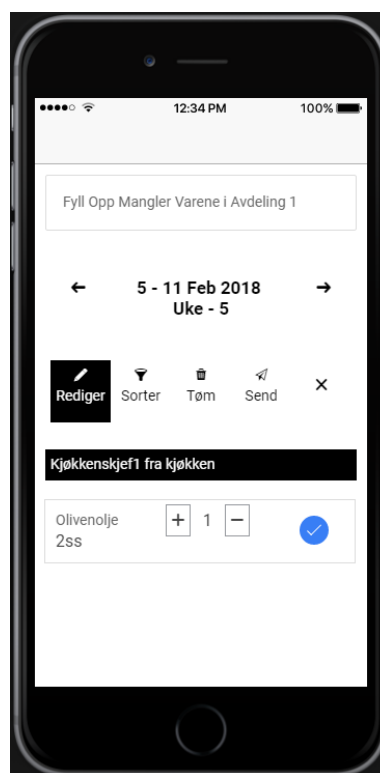 12:34 PM 100%
Fyll Opp Mangler Varene i Avdeling 1
5 - 11 Feb 2018
Uke - 5
Rediger Sorter Tøm Send
Kjøkkenskjef1 fra kjøkken
Olivenolje + 1 −
2ss